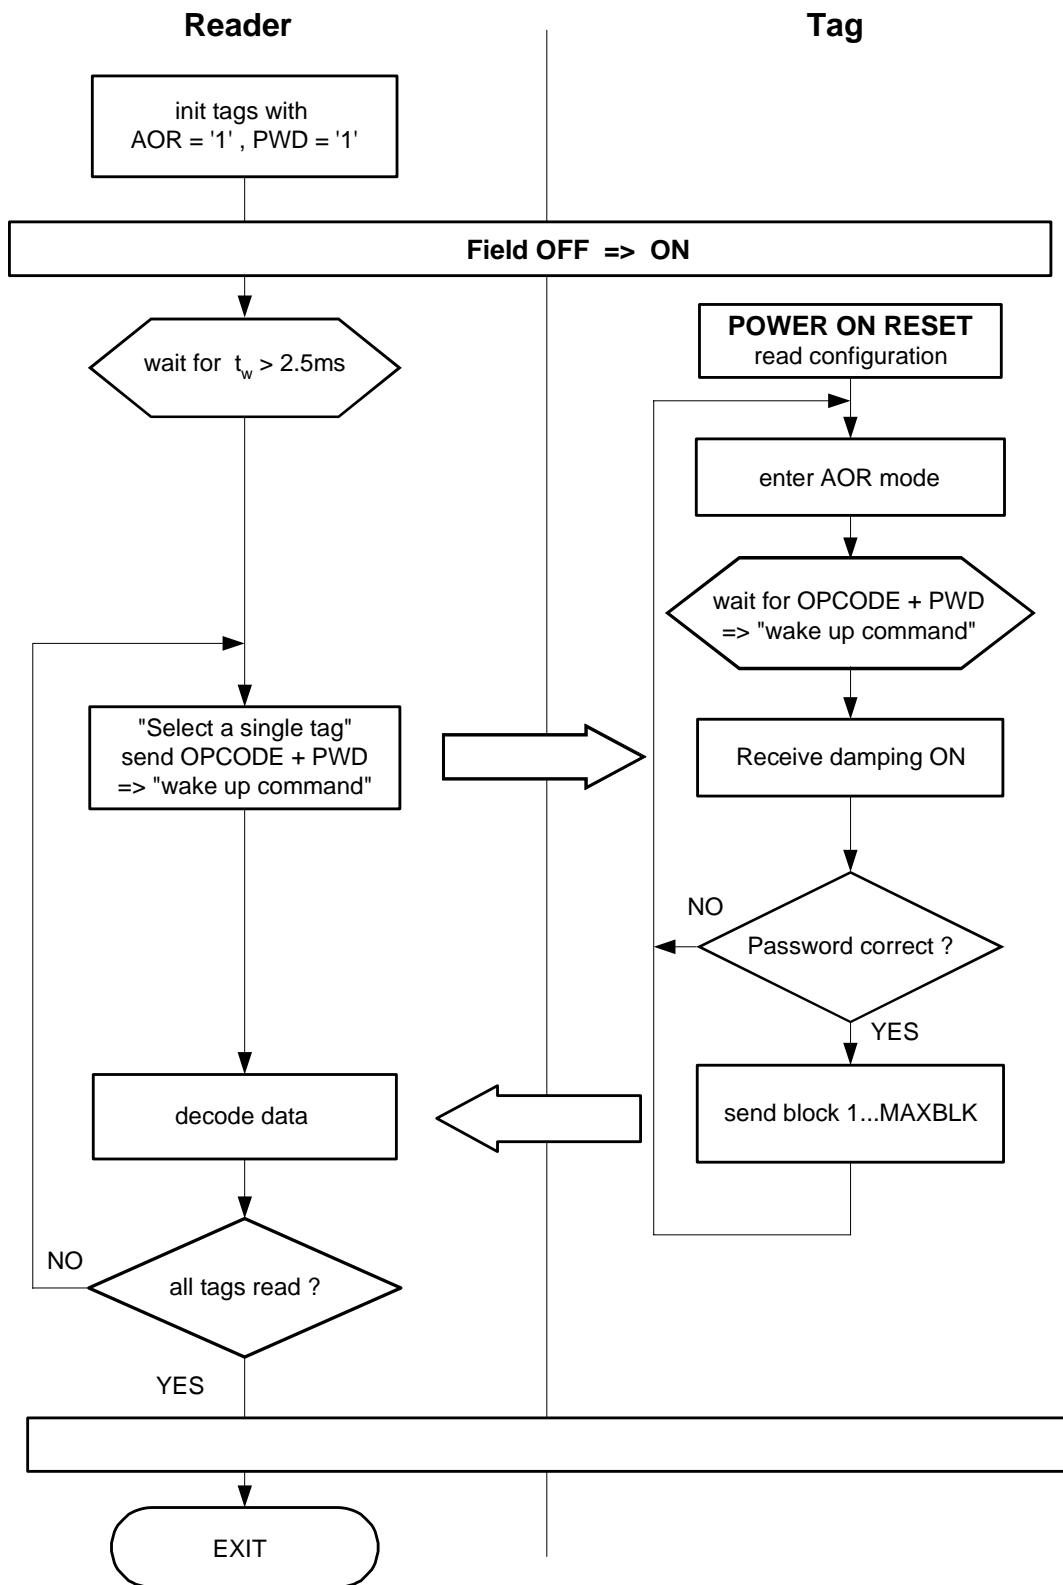 Reader
Tag
init tags with
AOR = '1' , PWD = '1'
Field OFF => ON
wait for tw > 2.5ms
POWER ON RESET
read configuration
enter AOR mode
wait for OPCODE + PWD
=> "wake up command"
"Select a single tag"
send OPCODE + PWD
=> "wake up command"
Receive damping ON
NO
Password correct ?
YES
decode data
send block 1...MAXBLK
NO
all tags read ?
YES
EXIT